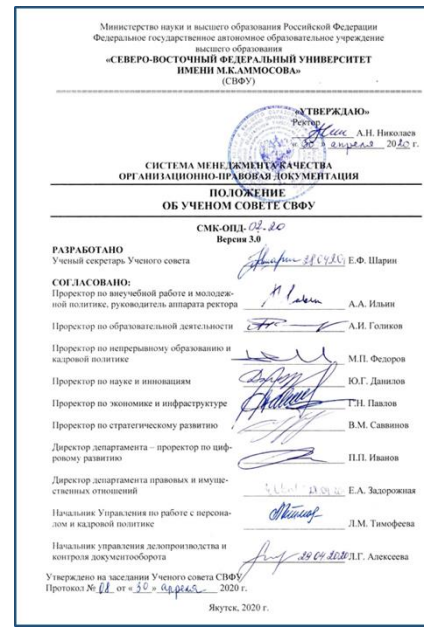 Министерство науки и высшего образования Российской Федерации
Федеральное государственное автономное образовательное учреждение
высшего образования
«СЕВЕРО-ВОСТОЧНЫЙ ФЕДЕРАЛЬНЫЙ УНИВЕРСИТЕТ
ИМЕНИ М.К.АММОСОВА»
(СВФУ)
«УТВЕРЖДАЮ»
Ректор
А.Н. Николаев
« 30 » апреля 2020 г.
СИСТЕМА МЕНЕДЖМЕНТА КАЧЕСТВА
ОРГАНИЗАЦИОННО-ПРАВОВАЯ ДОКУМЕНТАЦИЯ
ПОЛОЖЕНИЕ
ОБ УЧЕНОМ СОВЕТЕ СВФУ
СМК-ОПД-02-20
Версия 3.0
РАЗРАБОТАНО
Ученый секретарь Ученого совета Е.Ф. Шарин
СОГЛАСОВАНО:
Проректор по внеучебной работе и молодеж-
ной политике, руководитель аппарата ректора А.А. Ильин
Проректор по образовательной деятельности А.И. Голиков
Проректор по непрерывному образованию и
кадровой политике М.П. Федоров
Проректор по науке и инновациям Ю.Г. Данилов
Проректор по экономике и инфраструктуре Г.Н. Павлов
Проректор по стратегическому развитию В.М. Саввинов
Директор департамента – проректор по циф-
ровому развитию П.П. Иванов
Директор департамента правовых и имуще-
ственных отношений Е.А. Задорожная
Начальник Управления по работе с персона-
лом и кадровой политике Л.М. Тимофеева
Начальник управления делопроизводства и
контроля документооборота 29 04 2020 Л.Г. Алексеева
Утверждено на заседании Ученого совета СВФУ
Протокол № 08 от « 30 » апреля 2020 г.
Якутск, 2020 г.